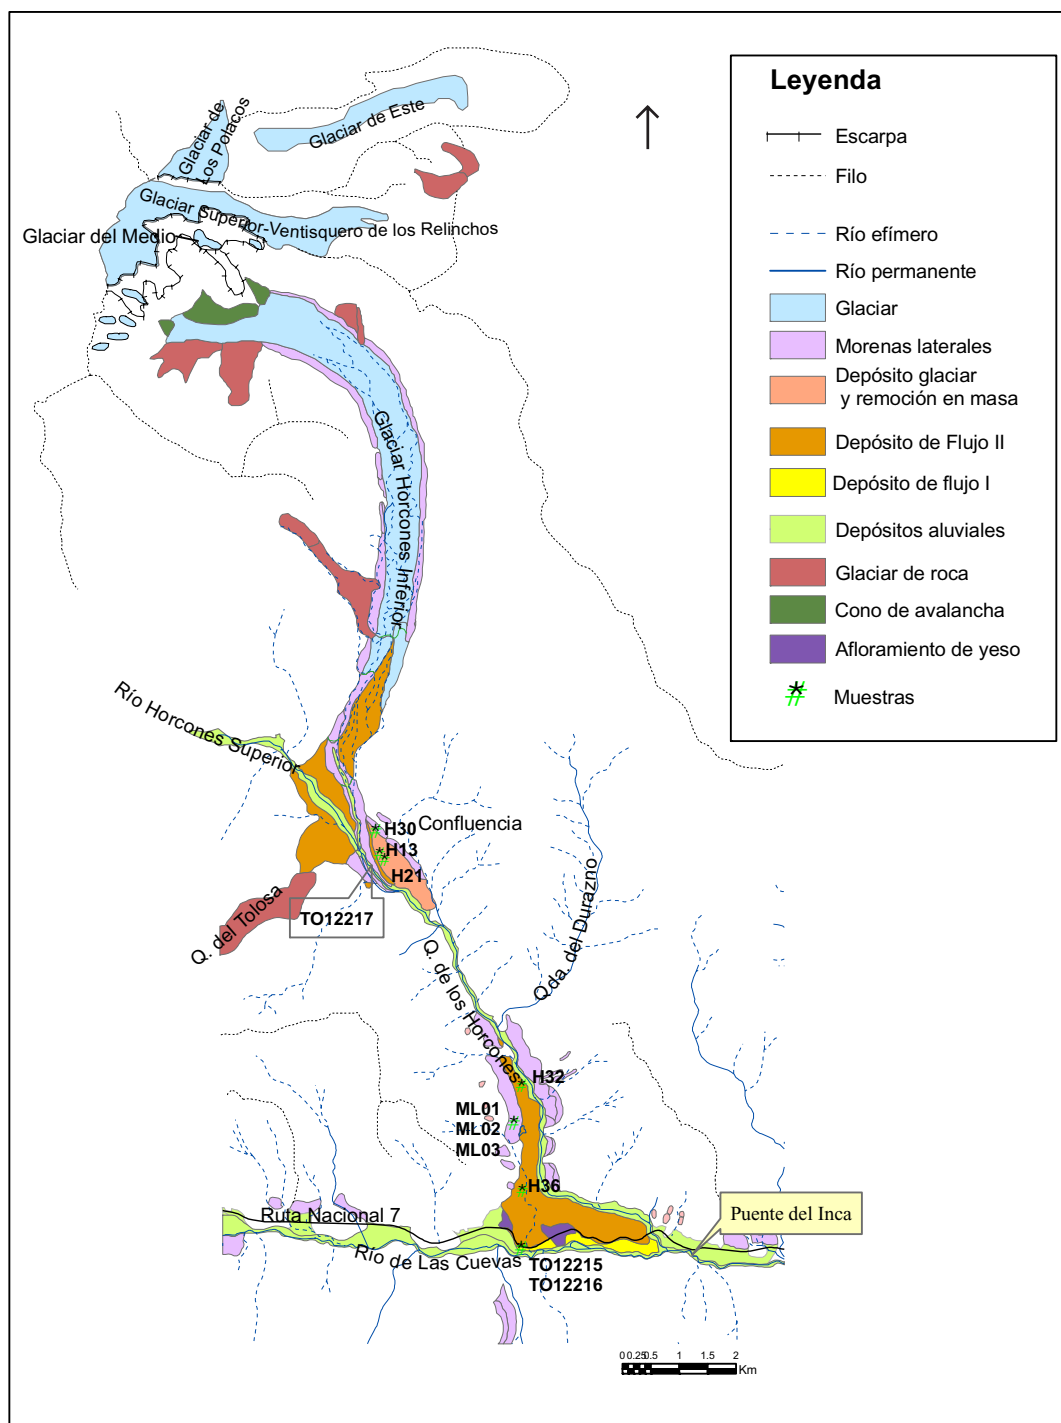 Leyenda
Escarpa
Filo
Río efímero
Río permanente
Glaciar
Morenas laterales
Depósito glaciar
y remoción en masa
Depósito de Flujo II
Depósito de flujo I
Depósitos aluviales
Glaciar de roca
Cono de avalancha
Afloramiento de yeso
Muestras
Glaciar de
Los Polacos
Glaciar de Este
Glaciar Superior-Ventisquero de los Relinchos
Glaciar del Medio
Glaciar Horcones Inferior
Río Horcones Superior
H30
Confluencia
H13
H21
TO12217
Q. del Tolosa
Q. de los Horcones
Qda. del Durazno
H32
ML01
ML02
ML03
H36
Puente del Inca
Ruta Nacional 7
Río de Las Cuevas
TO12215
TO12216
0 0.25 0.5 1 1.5 2
Km